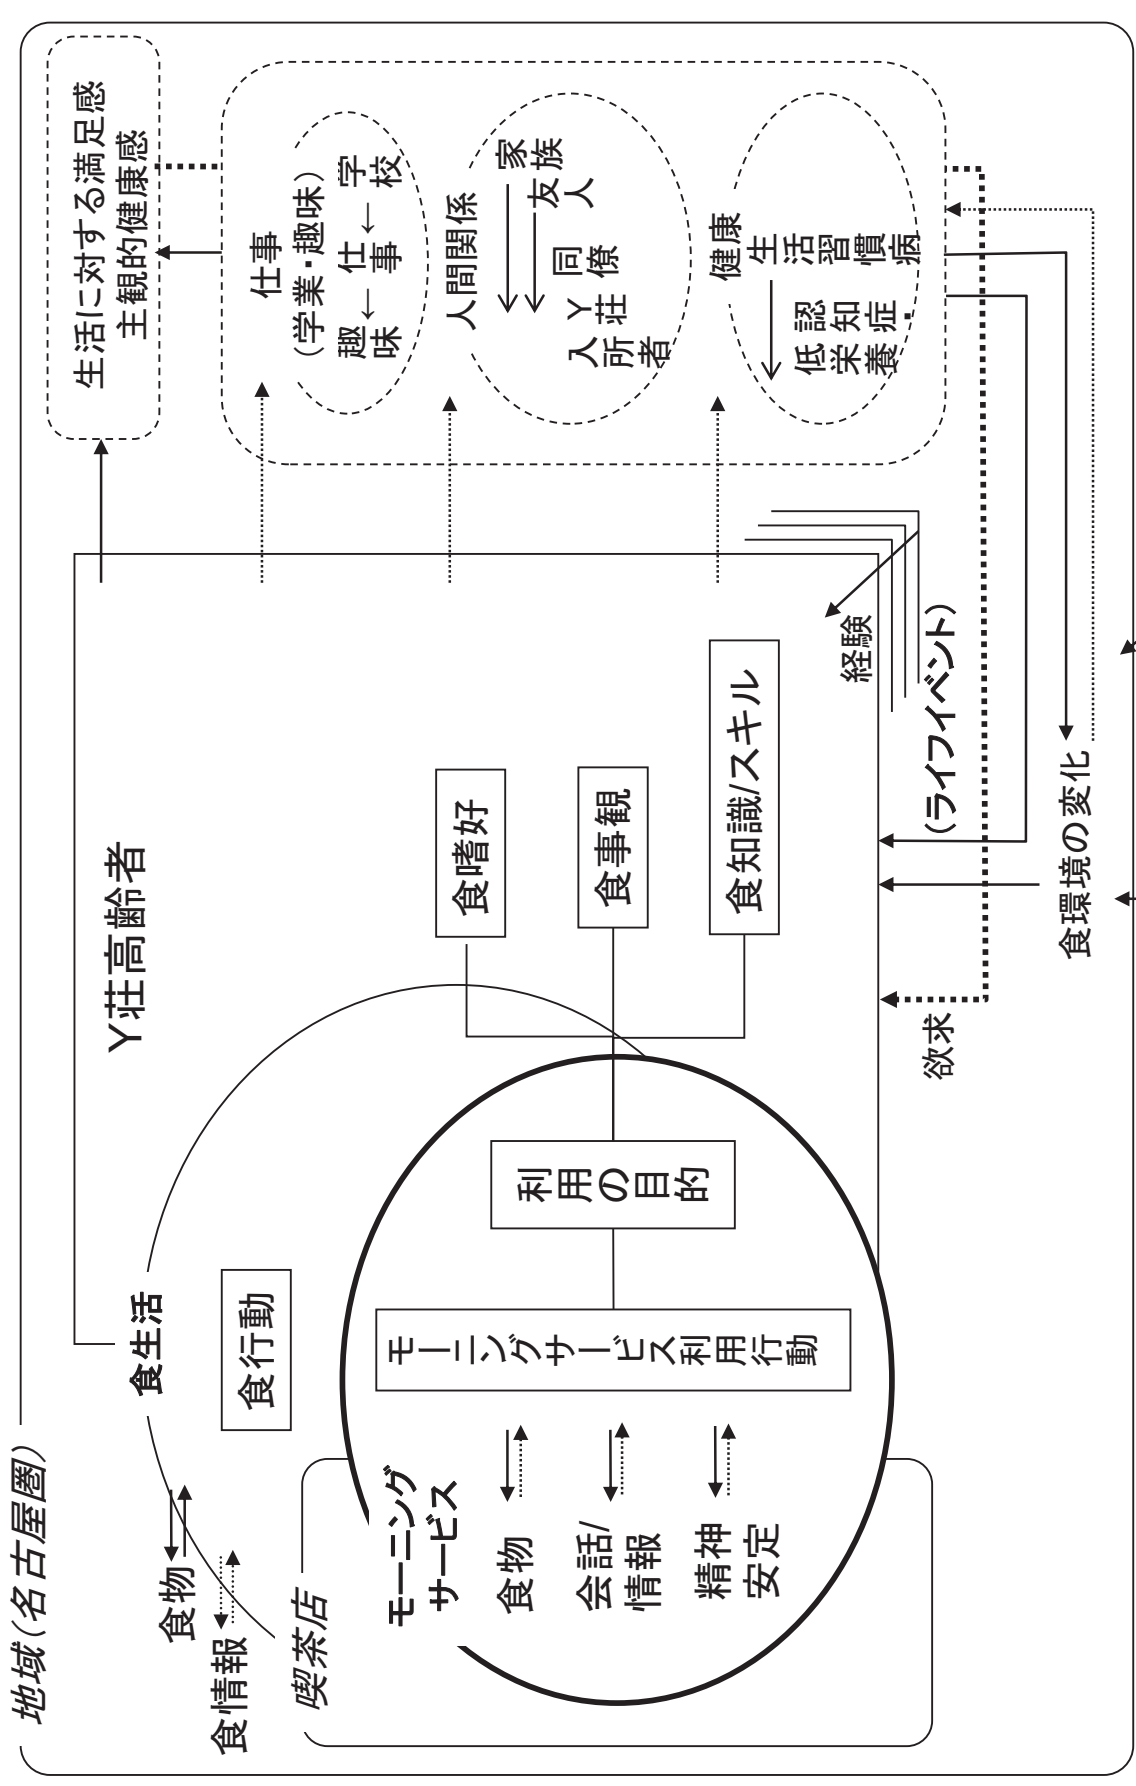 地域（名古屋圏）
食物
食情報
喫茶店
食生活
食行動
モーニング
サービス
食物
会話/
情報
精神
安定
モーニングサービス利用行動
利用の目的
Y荘高齢者
食嗜好
食事観
食知識/スキル
経験
（ライフイベント）
欲求
食環境の変化
生活に対する満足感
主観的健康感
仕事
（学業・趣味）
趣味←仕事←学校
人間関係
家族
友人
同僚
Y荘
入所者
健康
生活習慣病
認知症・
低栄養